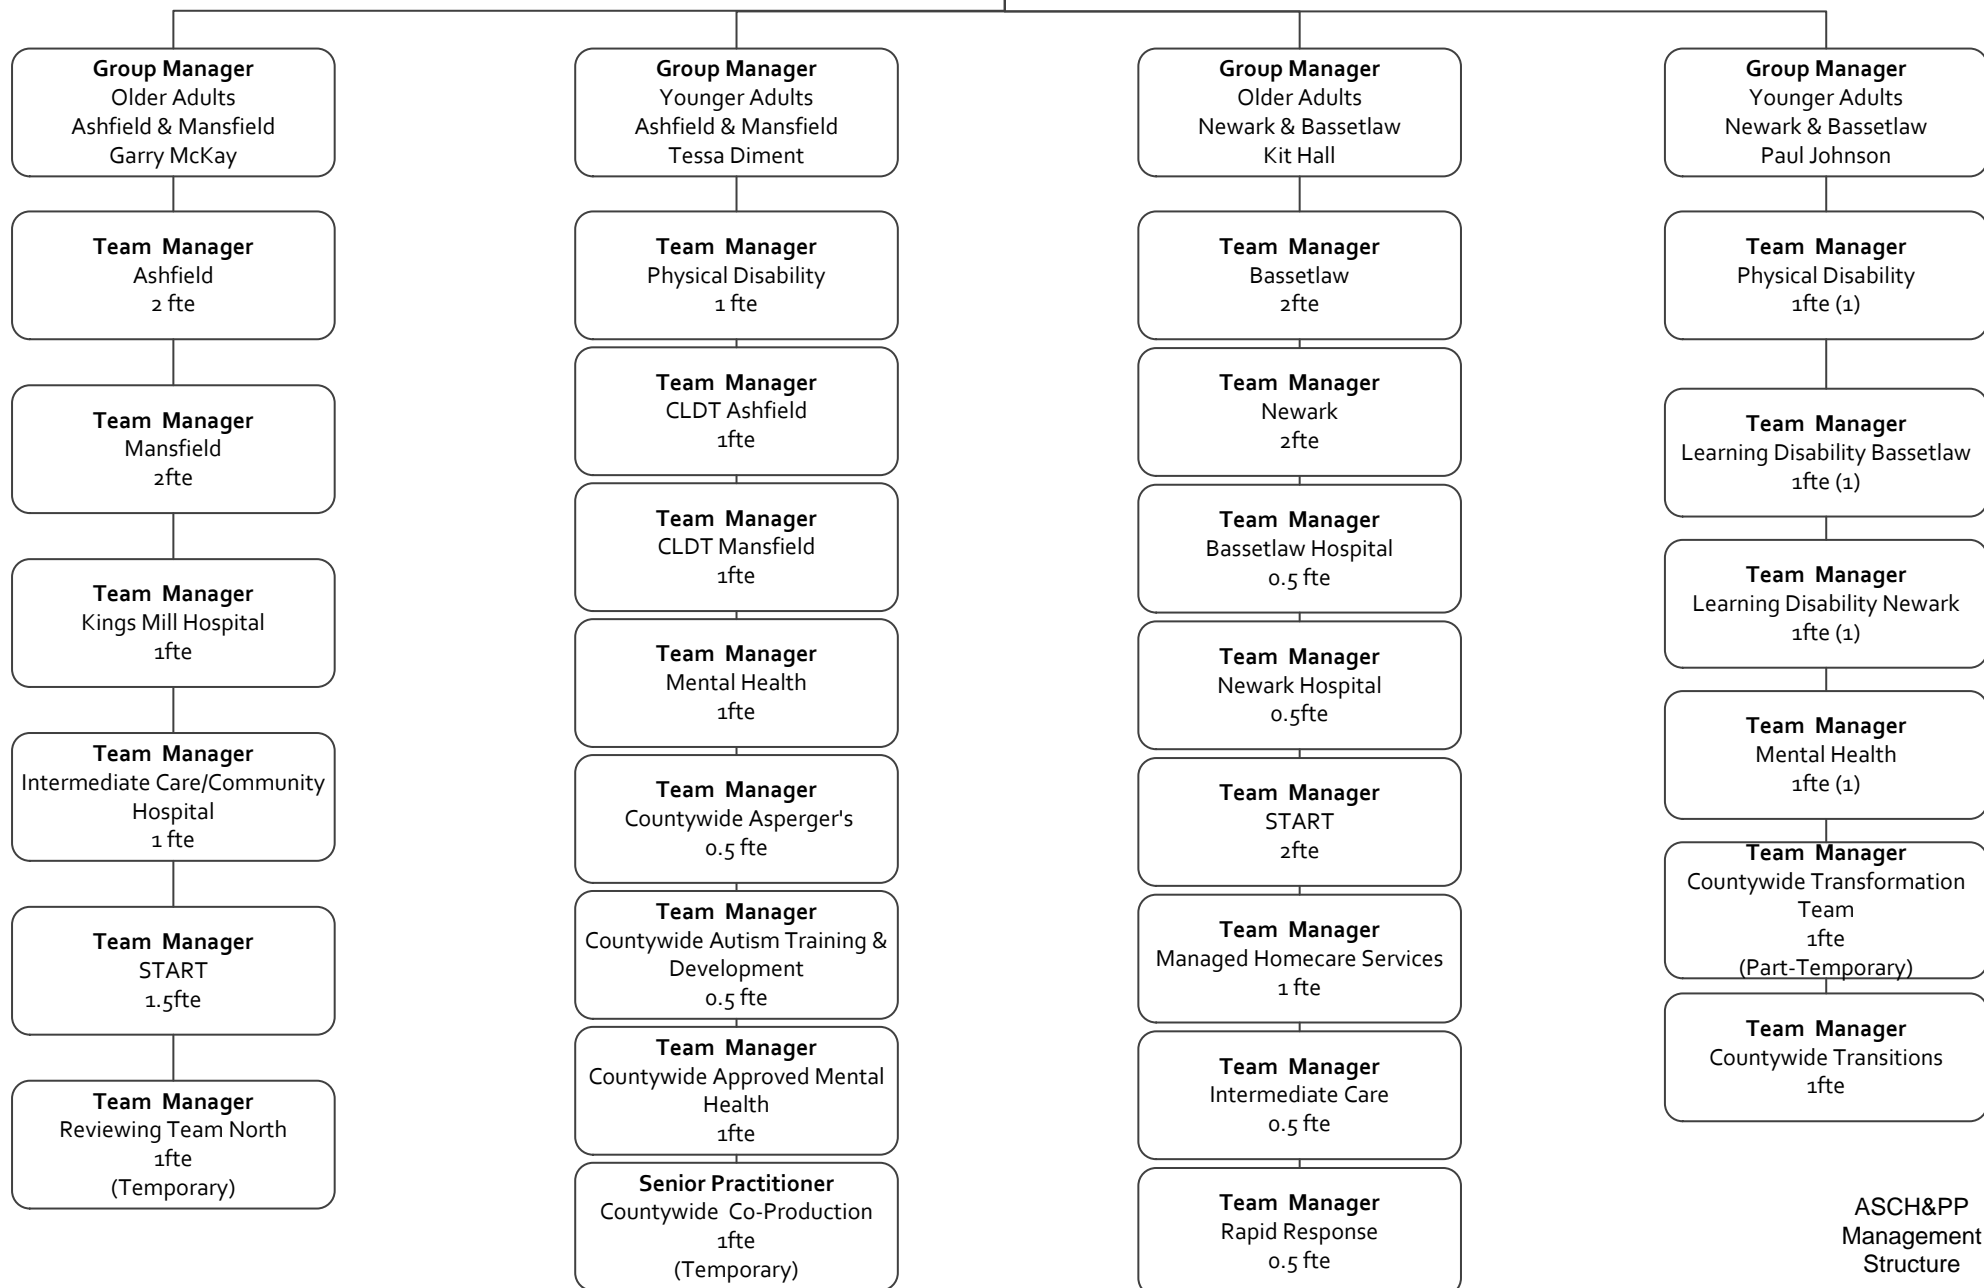 Group Manager
Older Adults
Ashfield & Mansfield
Garry McKay
Team Manager
Ashfield
2 fte
Team Manager
Mansfield
2fte
Team Manager
Kings Mill Hospital
1fte
Team Manager
Intermediate Care/Community
Hospital
1 fte
Team Manager
START
1.5fte
Team Manager
Reviewing Team North
1fte
(Temporary)
Group Manager
Younger Adults
Ashfield & Mansfield
Tessa Diment
Team Manager
Physical Disability
1 fte
Team Manager
CLDT Ashfield
1fte
Team Manager
CLDT Mansfield
1fte
Team Manager
Mental Health
1fte
Team Manager
Countywide Asperger's
0.5 fte
Team Manager
Countywide Autism Training &
Development
0.5 fte
Team Manager
Countywide Approved Mental
Health
1fte
Senior Practitioner
Countywide Co-Production
1fte
(Temporary)
Group Manager
Older Adults
Newark & Bassetlaw
Kit Hall
Team Manager
Bassetlaw
2fte
Team Manager
Newark
2fte
Team Manager
Bassetlaw Hospital
0.5 fte
Team Manager
Newark Hospital
0.5fte
Team Manager
START
2fte
Team Manager
Managed Homecare Services
1 fte
Team Manager
Intermediate Care
0.5 fte
Team Manager
Rapid Response
0.5 fte
Group Manager
Younger Adults
Newark & Bassetlaw
Paul Johnson
Team Manager
Physical Disability
1fte (1)
Team Manager
Learning Disability Bassetlaw
1fte (1)
Team Manager
Learning Disability Newark
1fte (1)
Team Manager
Mental Health
1fte (1)
Team Manager
Countywide Transformation
Team
1fte
(Part-Temporary)
Team Manager
Countywide Transitions
1fte
ASCH&PP
Management
Structure